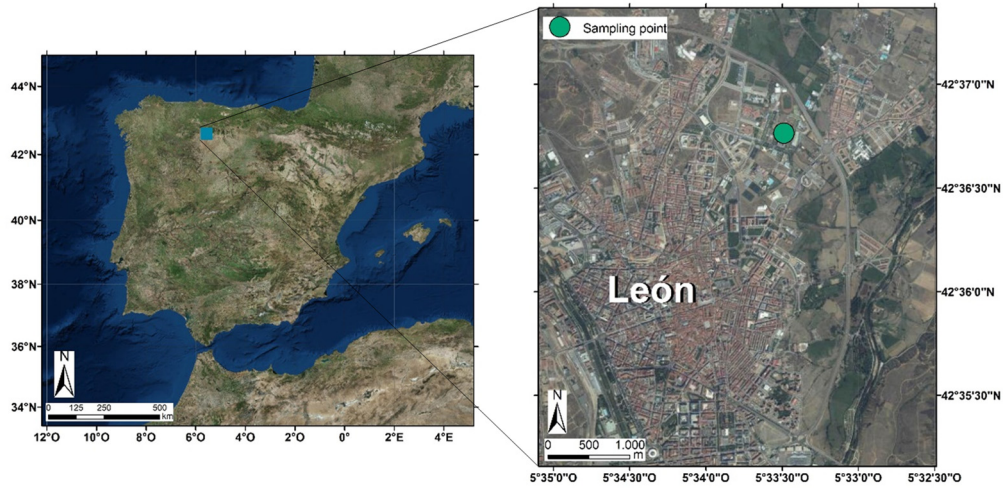 44°N
42°N
40°N
38°N
36°N
34°N
N
0 125 250 500
km
12°O 10°O 8°O 6°O 4°O 2°O 0° 2°E 4°E
Sampling point
León
N
0 500 1.000
m
42°37'0"N
42°36'30"N
42°36'0"N
42°35'30"N
5°35'0"O 5°34'30"O 5°34'0"O 5°33'30"O 5°33'0"O 5°32'30"O